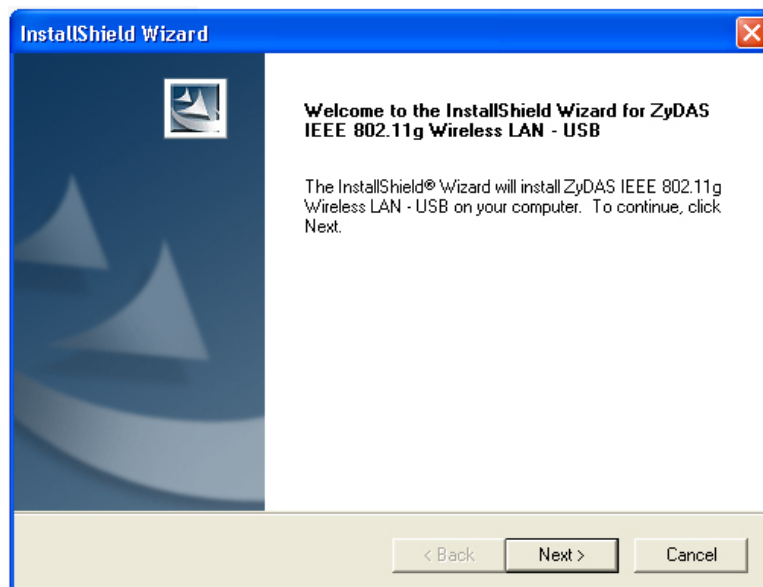 InstallShield Wizard
Welcome to the InstallShield Wizard for ZyDAS
IEEE 802.11g Wireless LAN - USB
The InstallShield® Wizard will install ZyDAS IEEE 802.11g
Wireless LAN - USB on your computer. To continue, click
Next.
< Back
Next >
Cancel